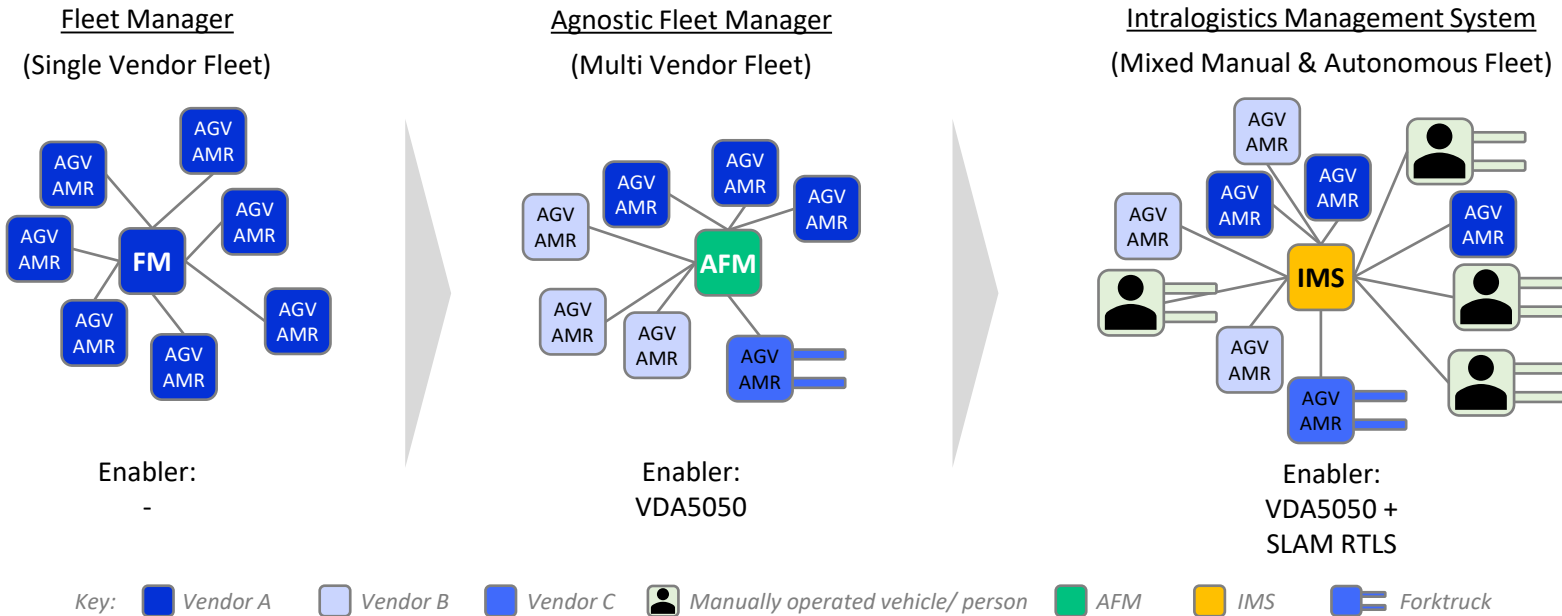 Fleet Manager
(Single Vendor Fleet)
AGV
AMR
AGV
AMR
AGV
AMR
AGV
AMR
FM
AGV
AMR
AGV
AMR
AGV
AMR
Enabler:
-
Agnostic Fleet Manager
(Multi Vendor Fleet)
AGV
AMR
AGV
AMR
AGV
AMR
AGV
AMR
AFM
AGV
AMR
AGV
AMR
AGV
AMR
Enabler:
VDA5050
Intralogistics Management System
(Mixed Manual & Autonomous Fleet)
AGV
AMR
AGV
AMR
AGV
AMR
AGV
AMR
AGV
AMR
IMS
AGV
AMR
AGV
AMR
Enabler:
VDA5050 +
SLAM RTLS
Key: Vendor A Vendor B Vendor C Manually operated vehicle/ person AFM IMS Forktruck